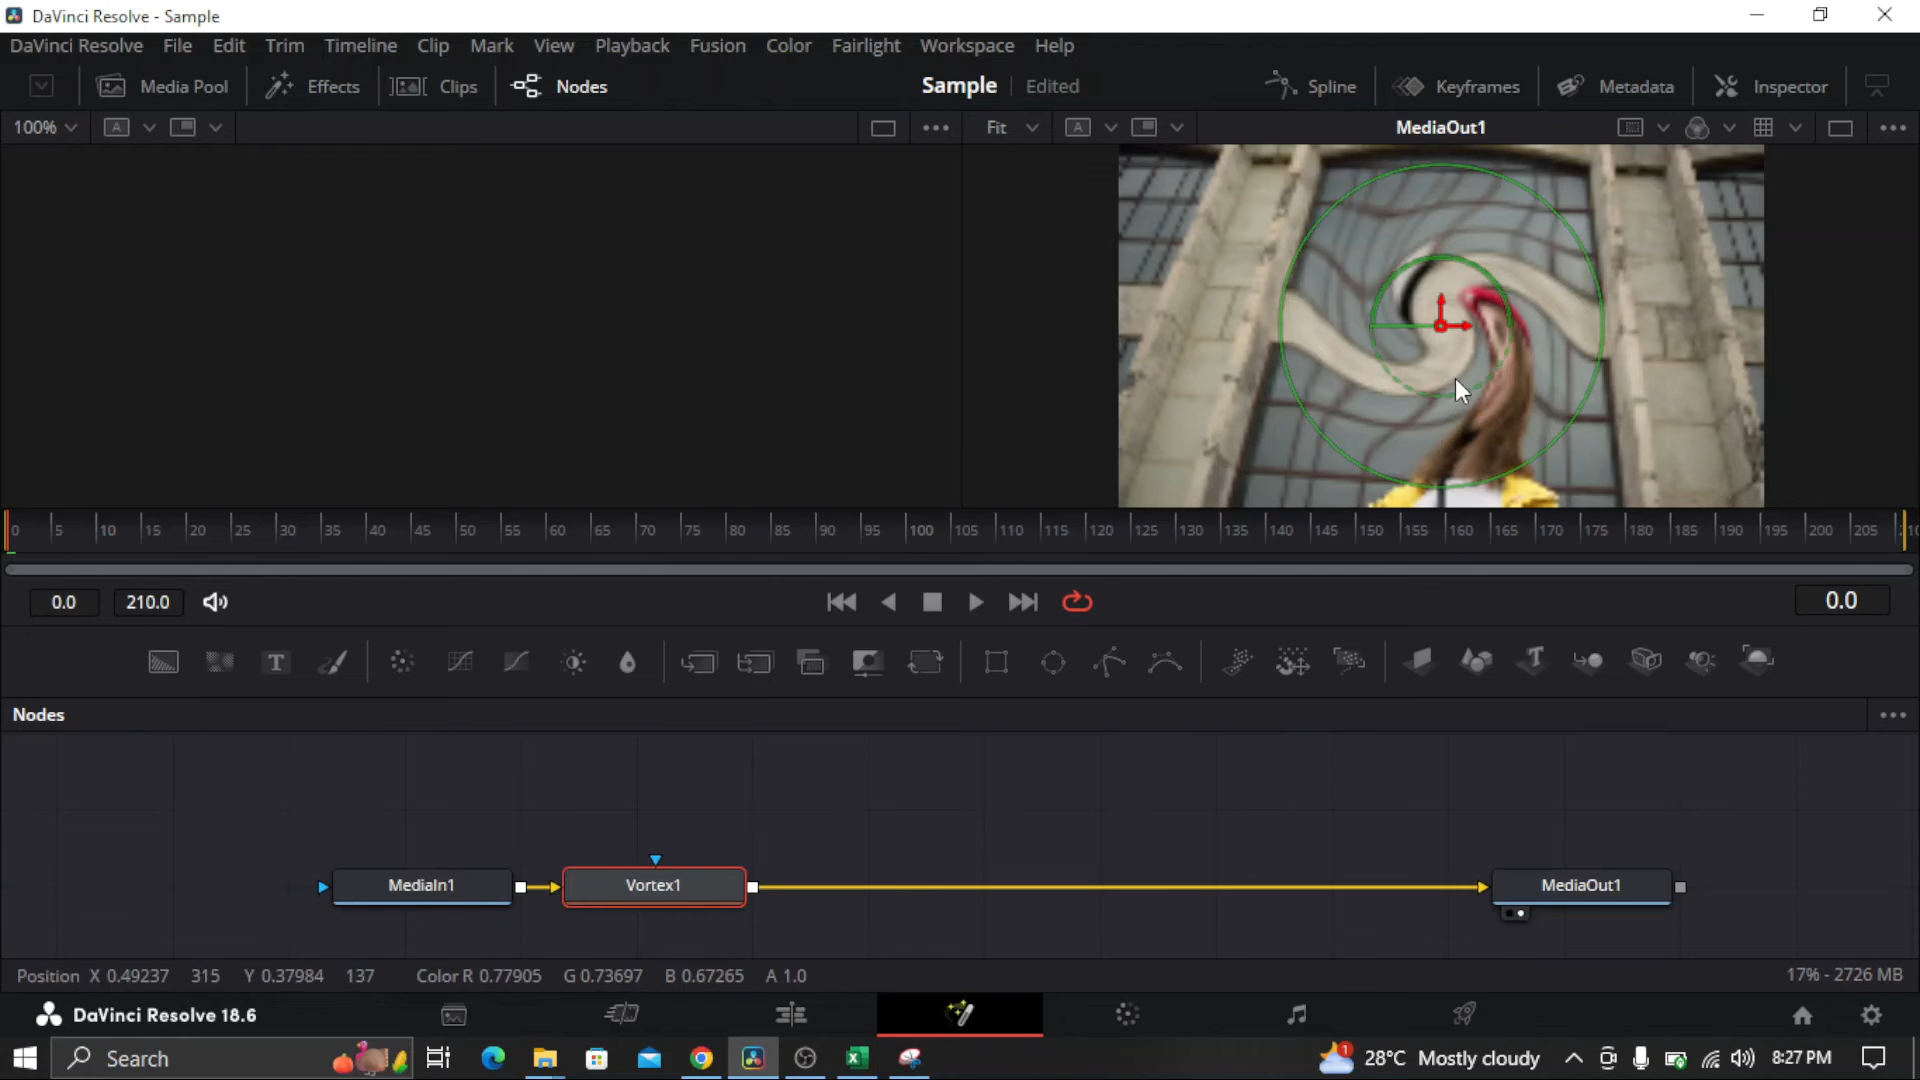 DaVinci Resolve - Sample
DaVinci Resolve File Edit Trim Timeline Clip Mark View Playback Fusion Color Fairlight Workspace Help
Media Pool Effects Clips Nodes Sample Edited Spline Keyframes Metadata Inspector
100% A Fit A MediaOut1
0 5 10 15 20 25 30 35 40 45 50 55 60 65 70 75 80 85 90 95 100 105 110 115 120 125 130 135 140 145 150 155 160 165 170 175 180 185 190 195 200 205
0.0 210.0 0.0
T T
Nodes
MediaIn1 Vortex1 MediaOut1
Position X 0.49237 315 Y 0.37984 137 Color R 0.77905 G 0.73697 B 0.67265 A 1.0 17% - 2726 MB
DaVinci Resolve 18.6
Search 1 28°C Mostly cloudy 8:27 PM